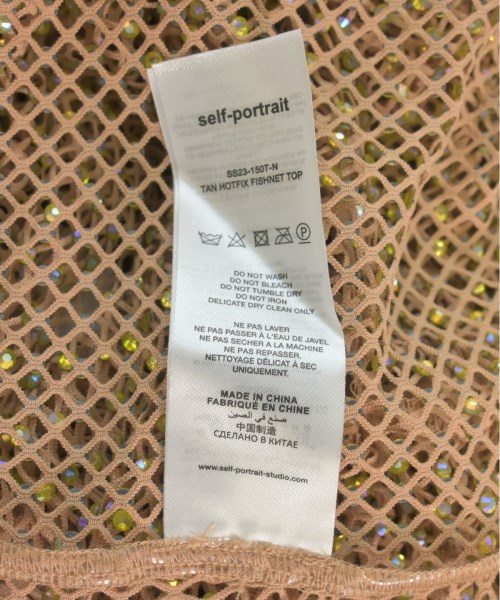 self-portrait
SS23-150T-N
TAN HOTFIX FISHNET TOP
DO NOT WASH
DO NOT BLEACH
DO NOT TUMBLE DRY
DO NOT IRON
DELICATE DRY CLEAN ONLY
NE PAS LAVER
NE PAS PASSER À L'EAU DE JAVEL
NE PAS SECHER A LA MACHINE
NE PAS REPASSER.
NETTOYAGE DÉLICAT À SEC
UNIQUEMENT.
MADE IN CHINA
FABRIQUÉ EN CHINE
صنع في الصين
中国制造
СДЕЛАНО В КИТАЕ
www.self-portrait-studio.com